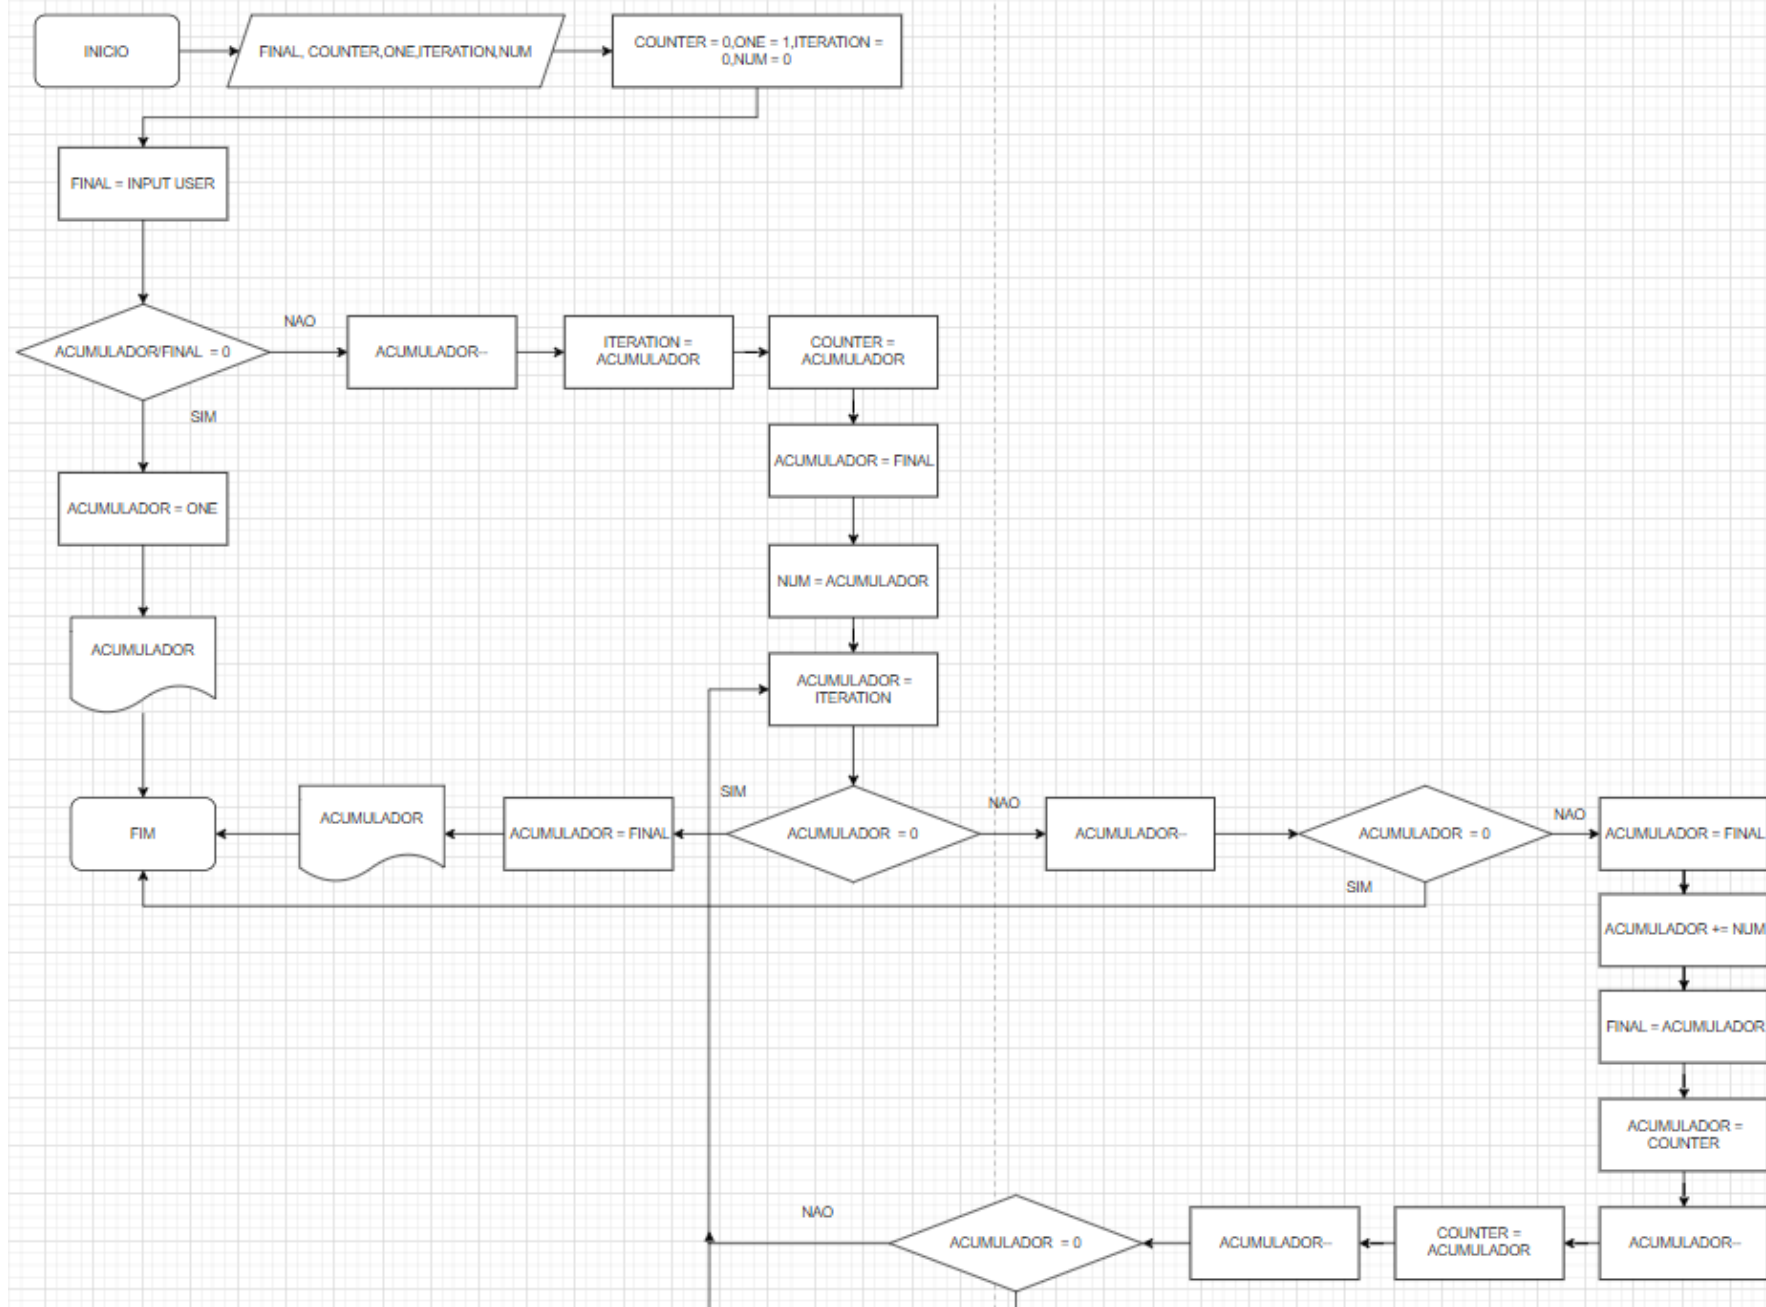 INICIO
FINAL, COUNTER,ONE,ITERATION,NUM
COUNTER = 0,ONE = 1,ITERATION =
0,NUM = 0
FINAL = INPUT USER
ACUMULADOR/FINAL = 0
NAO
ACUMULADOR--
ITERATION =
ACUMULADOR
COUNTER =
ACUMULADOR
SIM
ACUMULADOR = FINAL
ACUMULADOR = ONE
NUM = ACUMULADOR
ACUMULADOR
ACUMULADOR =
ITERATION
FIM
ACUMULADOR
ACUMULADOR = FINAL
SIM
ACUMULADOR = 0
NAO
ACUMULADOR--
ACUMULADOR = 0
NAO
ACUMULADOR = FINAL
SIM
ACUMULADOR += NUM
FINAL = ACUMULADOR
ACUMULADOR =
COUNTER
NAO
ACUMULADOR = 0
ACUMULADOR--
COUNTER =
ACUMULADOR
ACUMULADOR--